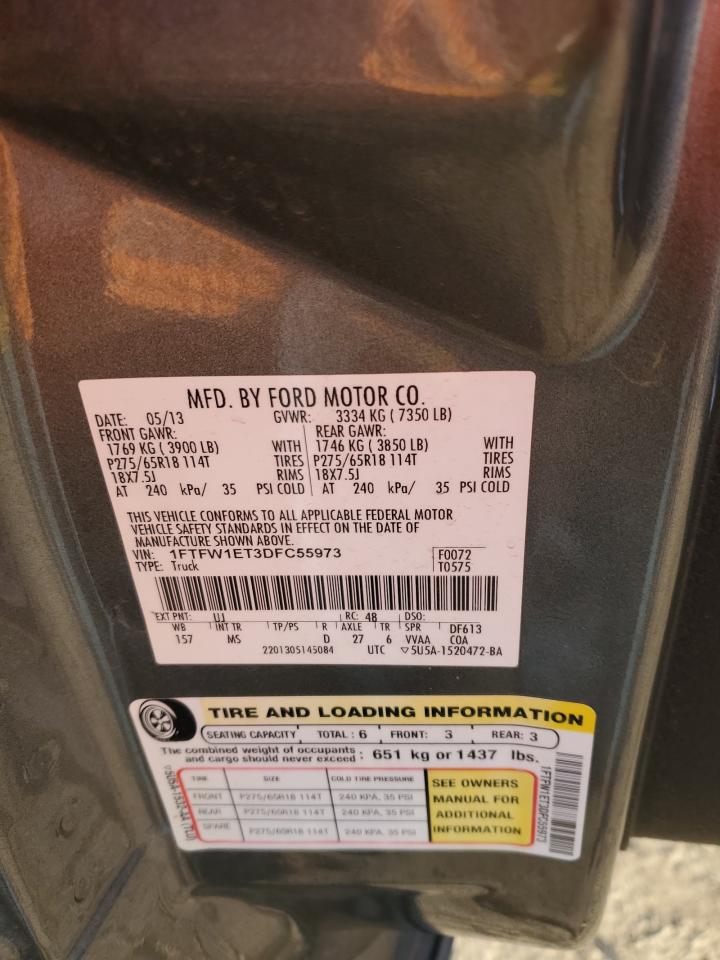 MFD. BY FORD MOTOR CO.
DATE: 05/13 GVWR: 3334 KG ( 7350 LB)
FRONT GAWR: REAR GAWR:
1769 KG ( 3900 LB) WITH 1746 KG ( 3850 LB) WITH
P275/65R18 114T TIRES P275/65R18 114T TIRES
18X7.5J RIMS 18X7.5J RIMS
AT 240 kPa/ 35 PSI COLD AT 240 kPa/ 35 PSI COLD
THIS VEHICLE CONFORMS TO ALL APPLICABLE FEDERAL MOTOR
VEHICLE SAFETY STANDARDS IN EFFECT ON THE DATE OF
MANUFACTURE SHOWN ABOVE.
VIN: 1FTFW1ET3DFC55973 F0072
TYPE: Truck T0575
EXT PNT: UJ RC: 48 DSO:
WB INT TR TP/PS R AXLE TR SPR DF613
157 MS D 27 6 VVAA COA
2201305145084 UTC ▽5U5A-1520472-BA
TIRE AND LOADING INFORMATION
SEATING CAPACITY TOTAL : 6 FRONT: 3 REAR: 3
The combined weight of occupants
and cargo should never exceed : 651 kg or 1437 lbs.
TIRE SIZE COLD TIRE PRESSURE
FRONT P275/65R18 114T 240 KPA, 35 PSI
REAR P275/65R18 114T 240 KPA, 35 PSI
SPARE P275/65R18 114T 240 KPA, 35 PSI
SEE OWNERS
MANUAL FOR
ADDITIONAL
INFORMATION
1FTFW1ET3DFC55973